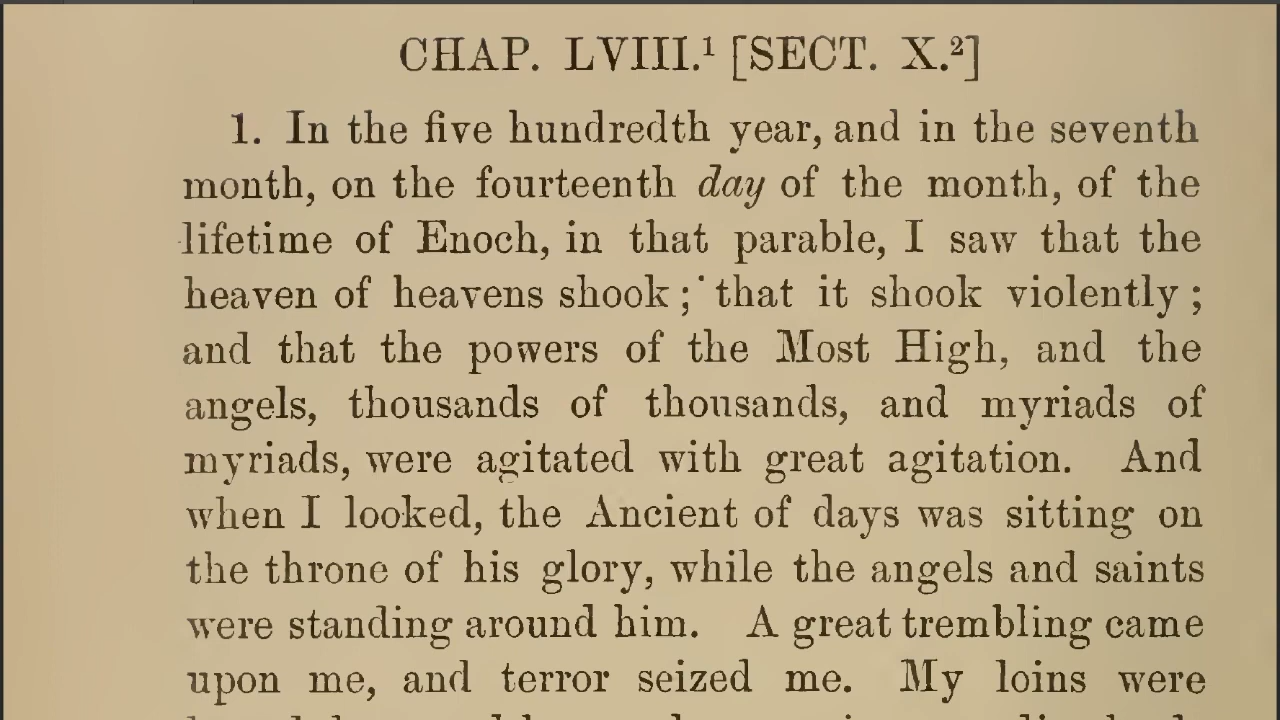 CHAP. LVIII.¹ [SECT. X.²]
1. In the five hundredth year, and in the seventh
month, on the fourteenth day of the month, of the
lifetime of Enoch, in that parable, I saw that the
heaven of heavens shook; that it shook violently;
and that the powers of the Most High, and the
angels, thousands of thousands, and myriads of
myriads, were agitated with great agitation. And
when I looked, the Ancient of days was sitting on
the throne of his glory, while the angels and saints
were standing around him. A great trembling came
upon me, and terror seized me. My loins were